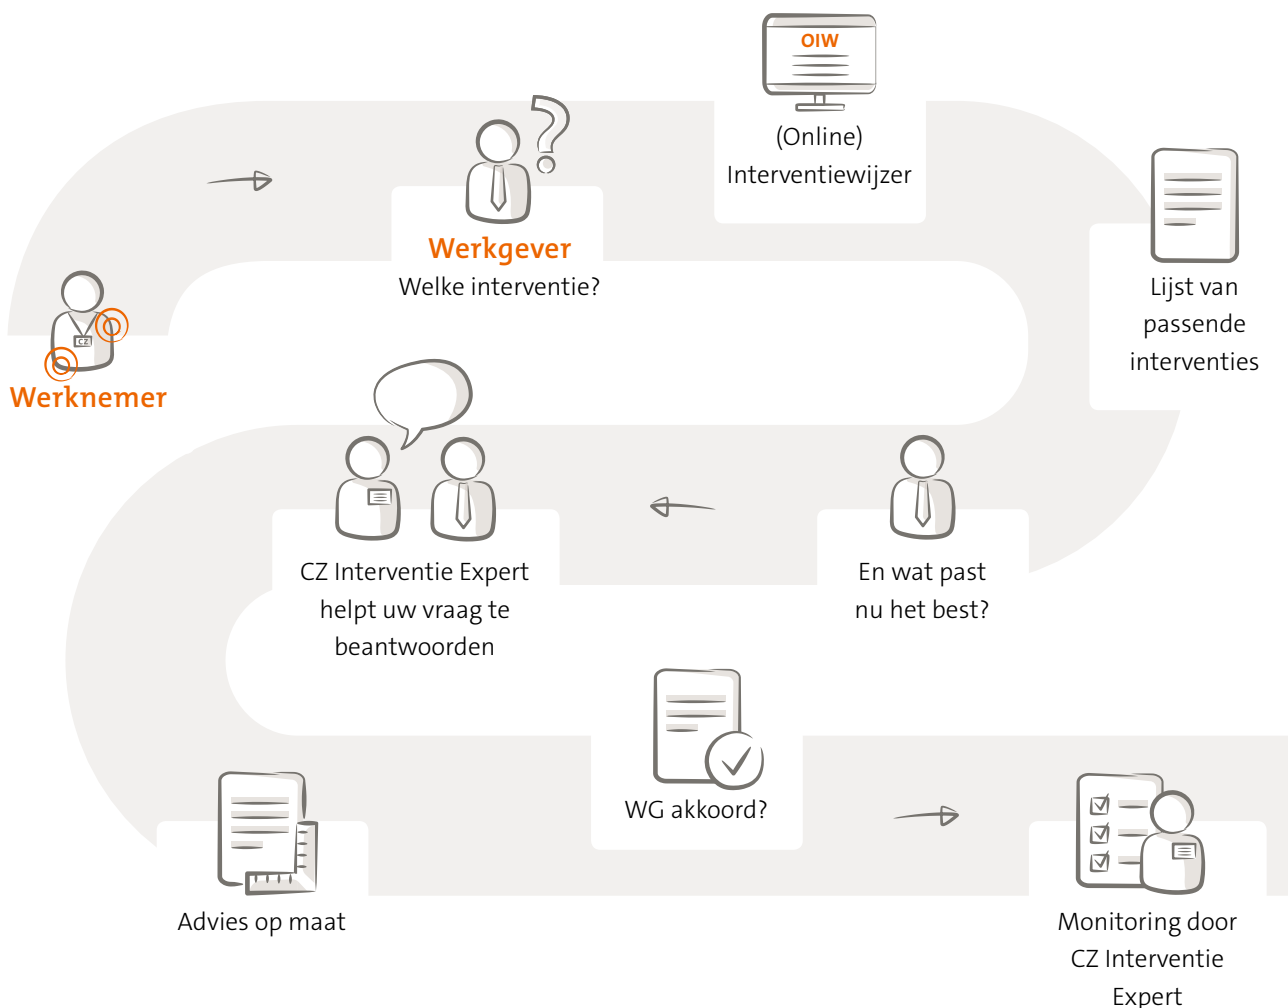 OIW
(Online)
Interventiewijzer
Werkgever
Welke interventie?
Lijst van
passende
interventies
CZ
Werknemer
CZ Interventie Expert
helpt uw vraag te
beantwoorden
En wat past
nu het best?
WG akkoord?
Advies op maat
Monitoring door
CZ Interventie
Expert